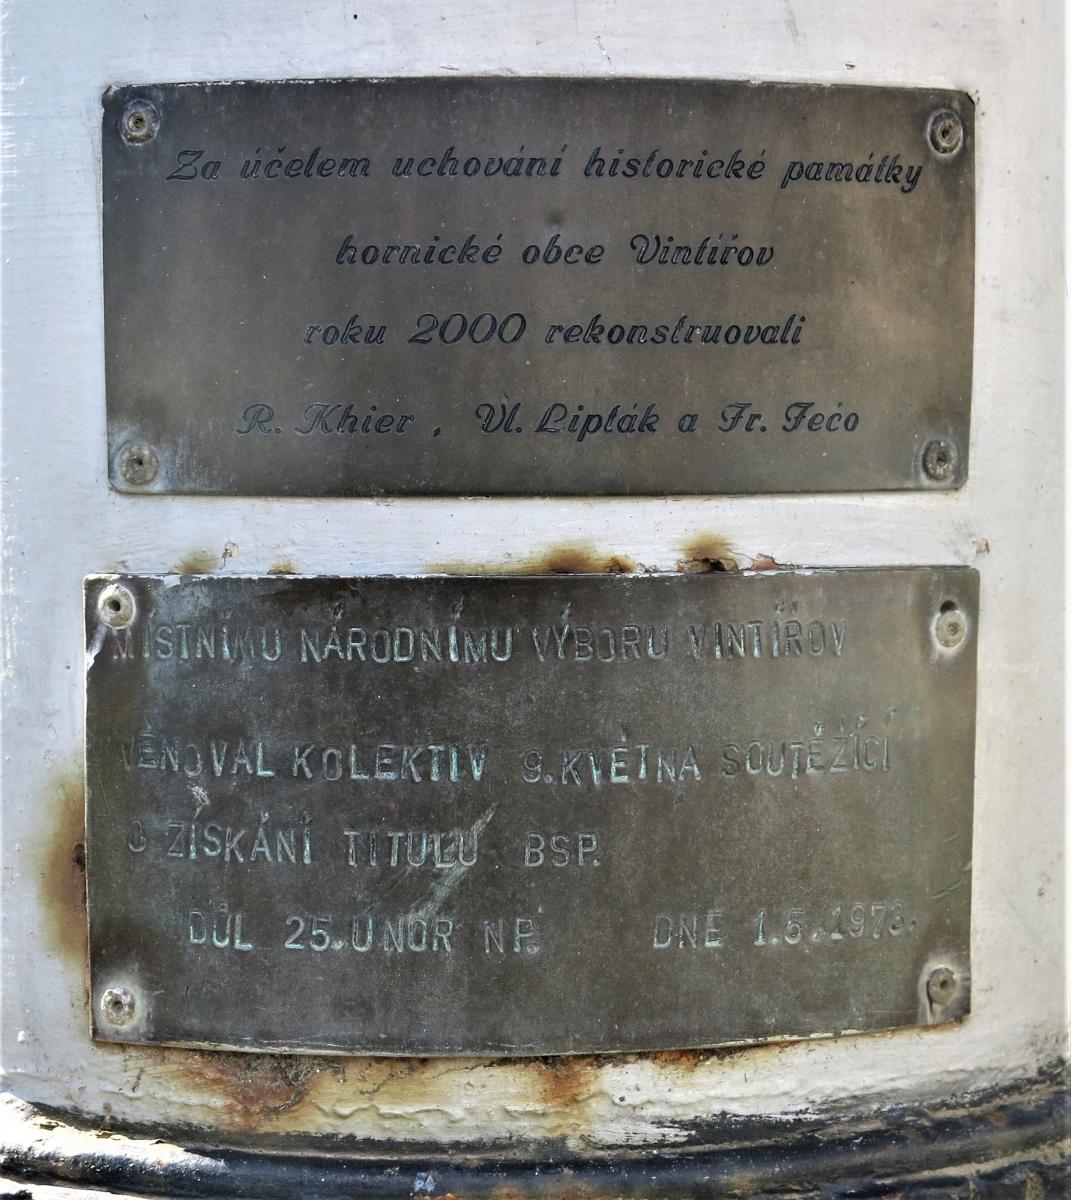 Za účelem uchování historické památky
hornické obce Vintířov
roku 2000 rekonstruovali
R. Khier , Vl. Lipták a Fr. Fečo
MÍSTNÍMU NÁRODNÍMU VÝBORU VINTÍŘOV
VĚNOVAL KOLEKTIV 9. KVĚTNA SOUTĚŽÍCÍ
O ZÍSKÁNÍ TITULU BSP.
DŮL 25. ÚNOR N.P. DNE 1.5.1973.